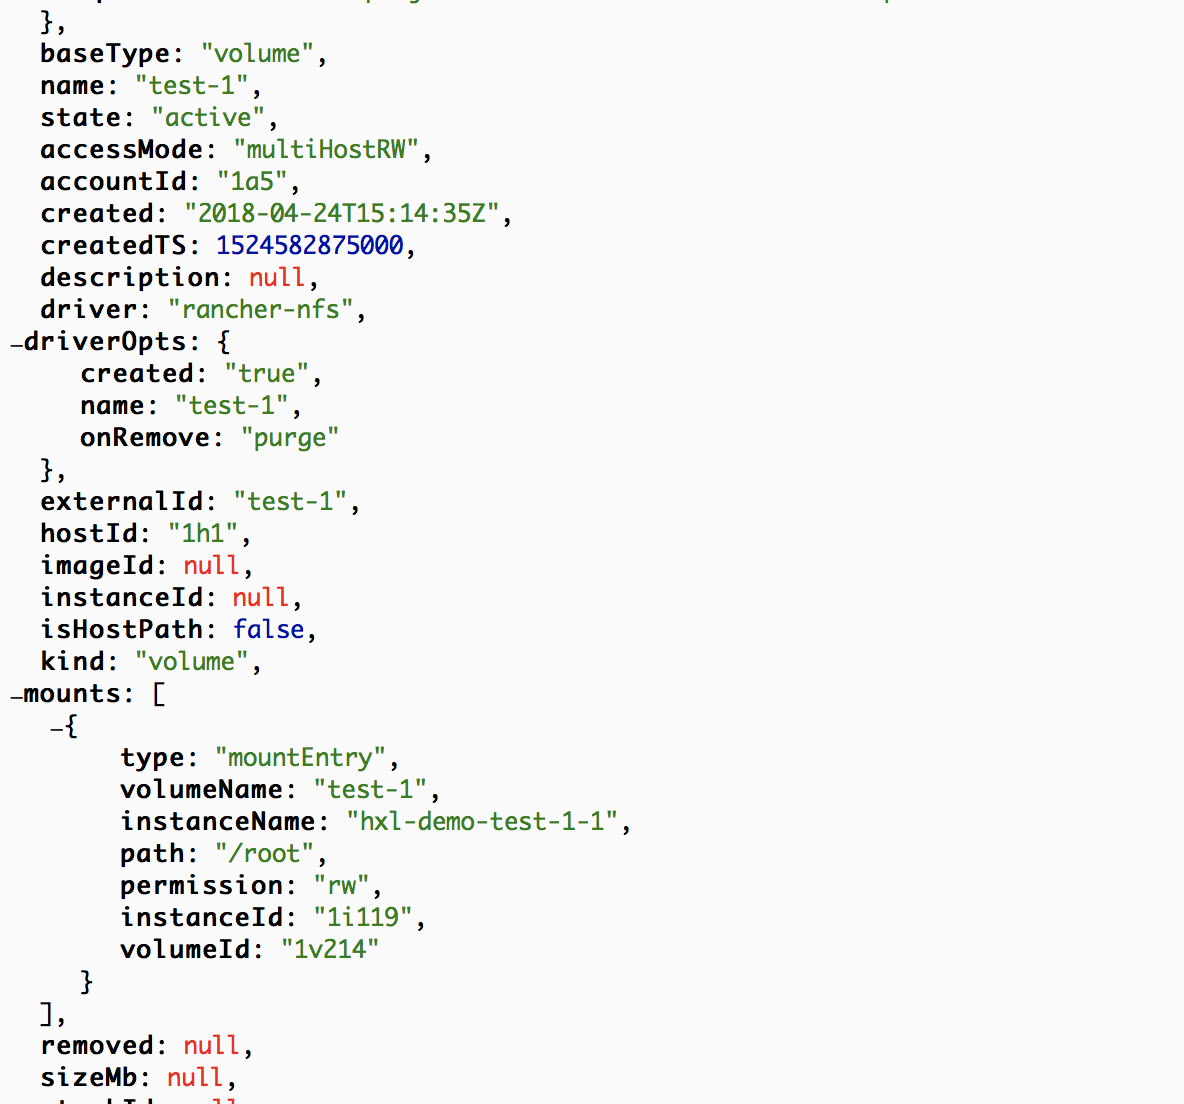 },
baseType: "volume",
name: "test-1",
state: "active",
accessMode: "multiHostRW",
accountId: "1a5",
created: "2018-04-24T15:14:35Z",
createdTS: 1524582875000,
description: null,
driver: "rancher-nfs",
–driverOpts: {
created: "true",
name: "test-1",
onRemove: "purge"
},
externalId: "test-1",
hostId: "1h1",
imageId: null,
instanceId: null,
isHostPath: false,
kind: "volume",
–mounts: [
–{
type: "mountEntry",
volumeName: "test-1",
instanceName: "hxl-demo-test-1-1",
path: "/root",
permission: "rw",
instanceId: "1i119",
volumeId: "1v214"
}
],
removed: null,
sizeMb: null,